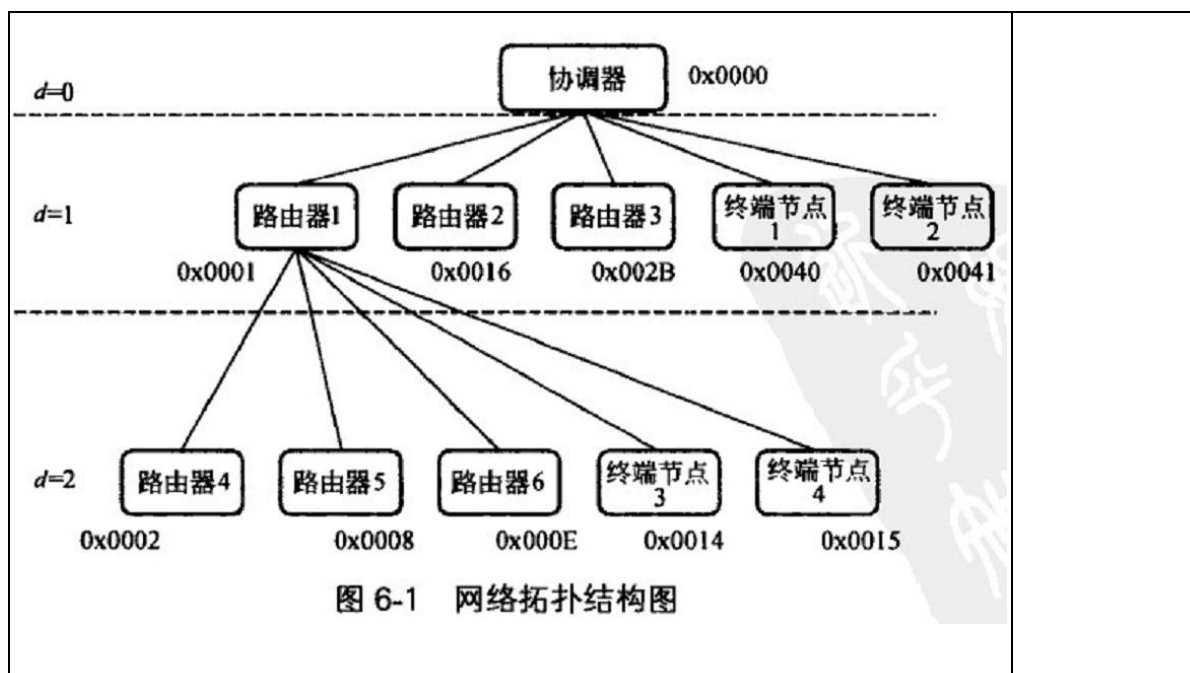 协调器 0x0000
d=0
d=1
路由器1 路由器2 路由器3 终端节点1 终端节点2
0x0001 0x0016 0x002B 0x0040 0x0041
d=2
路由器4 路由器5 路由器6 终端节点3 终端节点4
0x0002 0x0008 0x000E 0x0014 0x0015
图 6-1 网络拓扑结构图